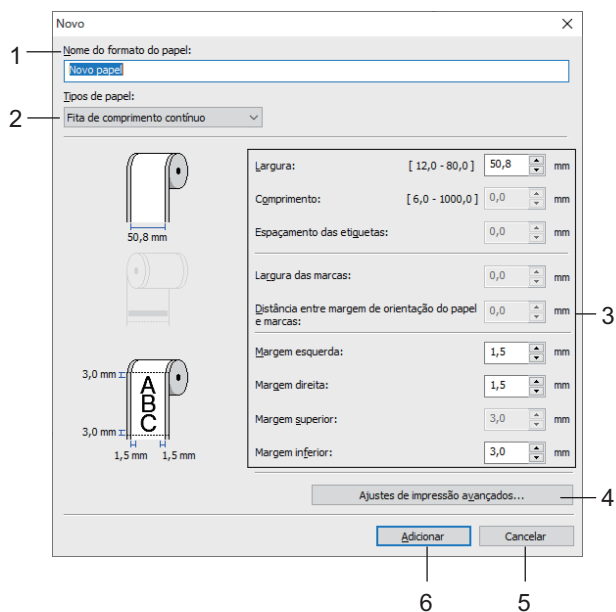 Novo
1
Nome do formato do papel:
Novo papel
Tipos de papel:
2
Fita de comprimento contínuo
50,8 mm
Largura: [ 12,0 - 80,0 ] 50,8 mm
Comprimento: [ 6,0 - 1000,0 ] 0,0 mm
Espaçamento das etiquetas: 0,0 mm
Largura das marcas: 0,0 mm
Distância entre margem de orientação do papel
e marcas: 0,0 mm
3
3,0 mm
A
B
C
3,0 mm
1,5 mm 1,5 mm
Margem esquerda: 1,5 mm
Margem direita: 1,5 mm
Margem superior: 3,0 mm
Margem inferior: 3,0 mm
Ajustes de impressão avançados...
4
Adicionar Cancelar
6 5